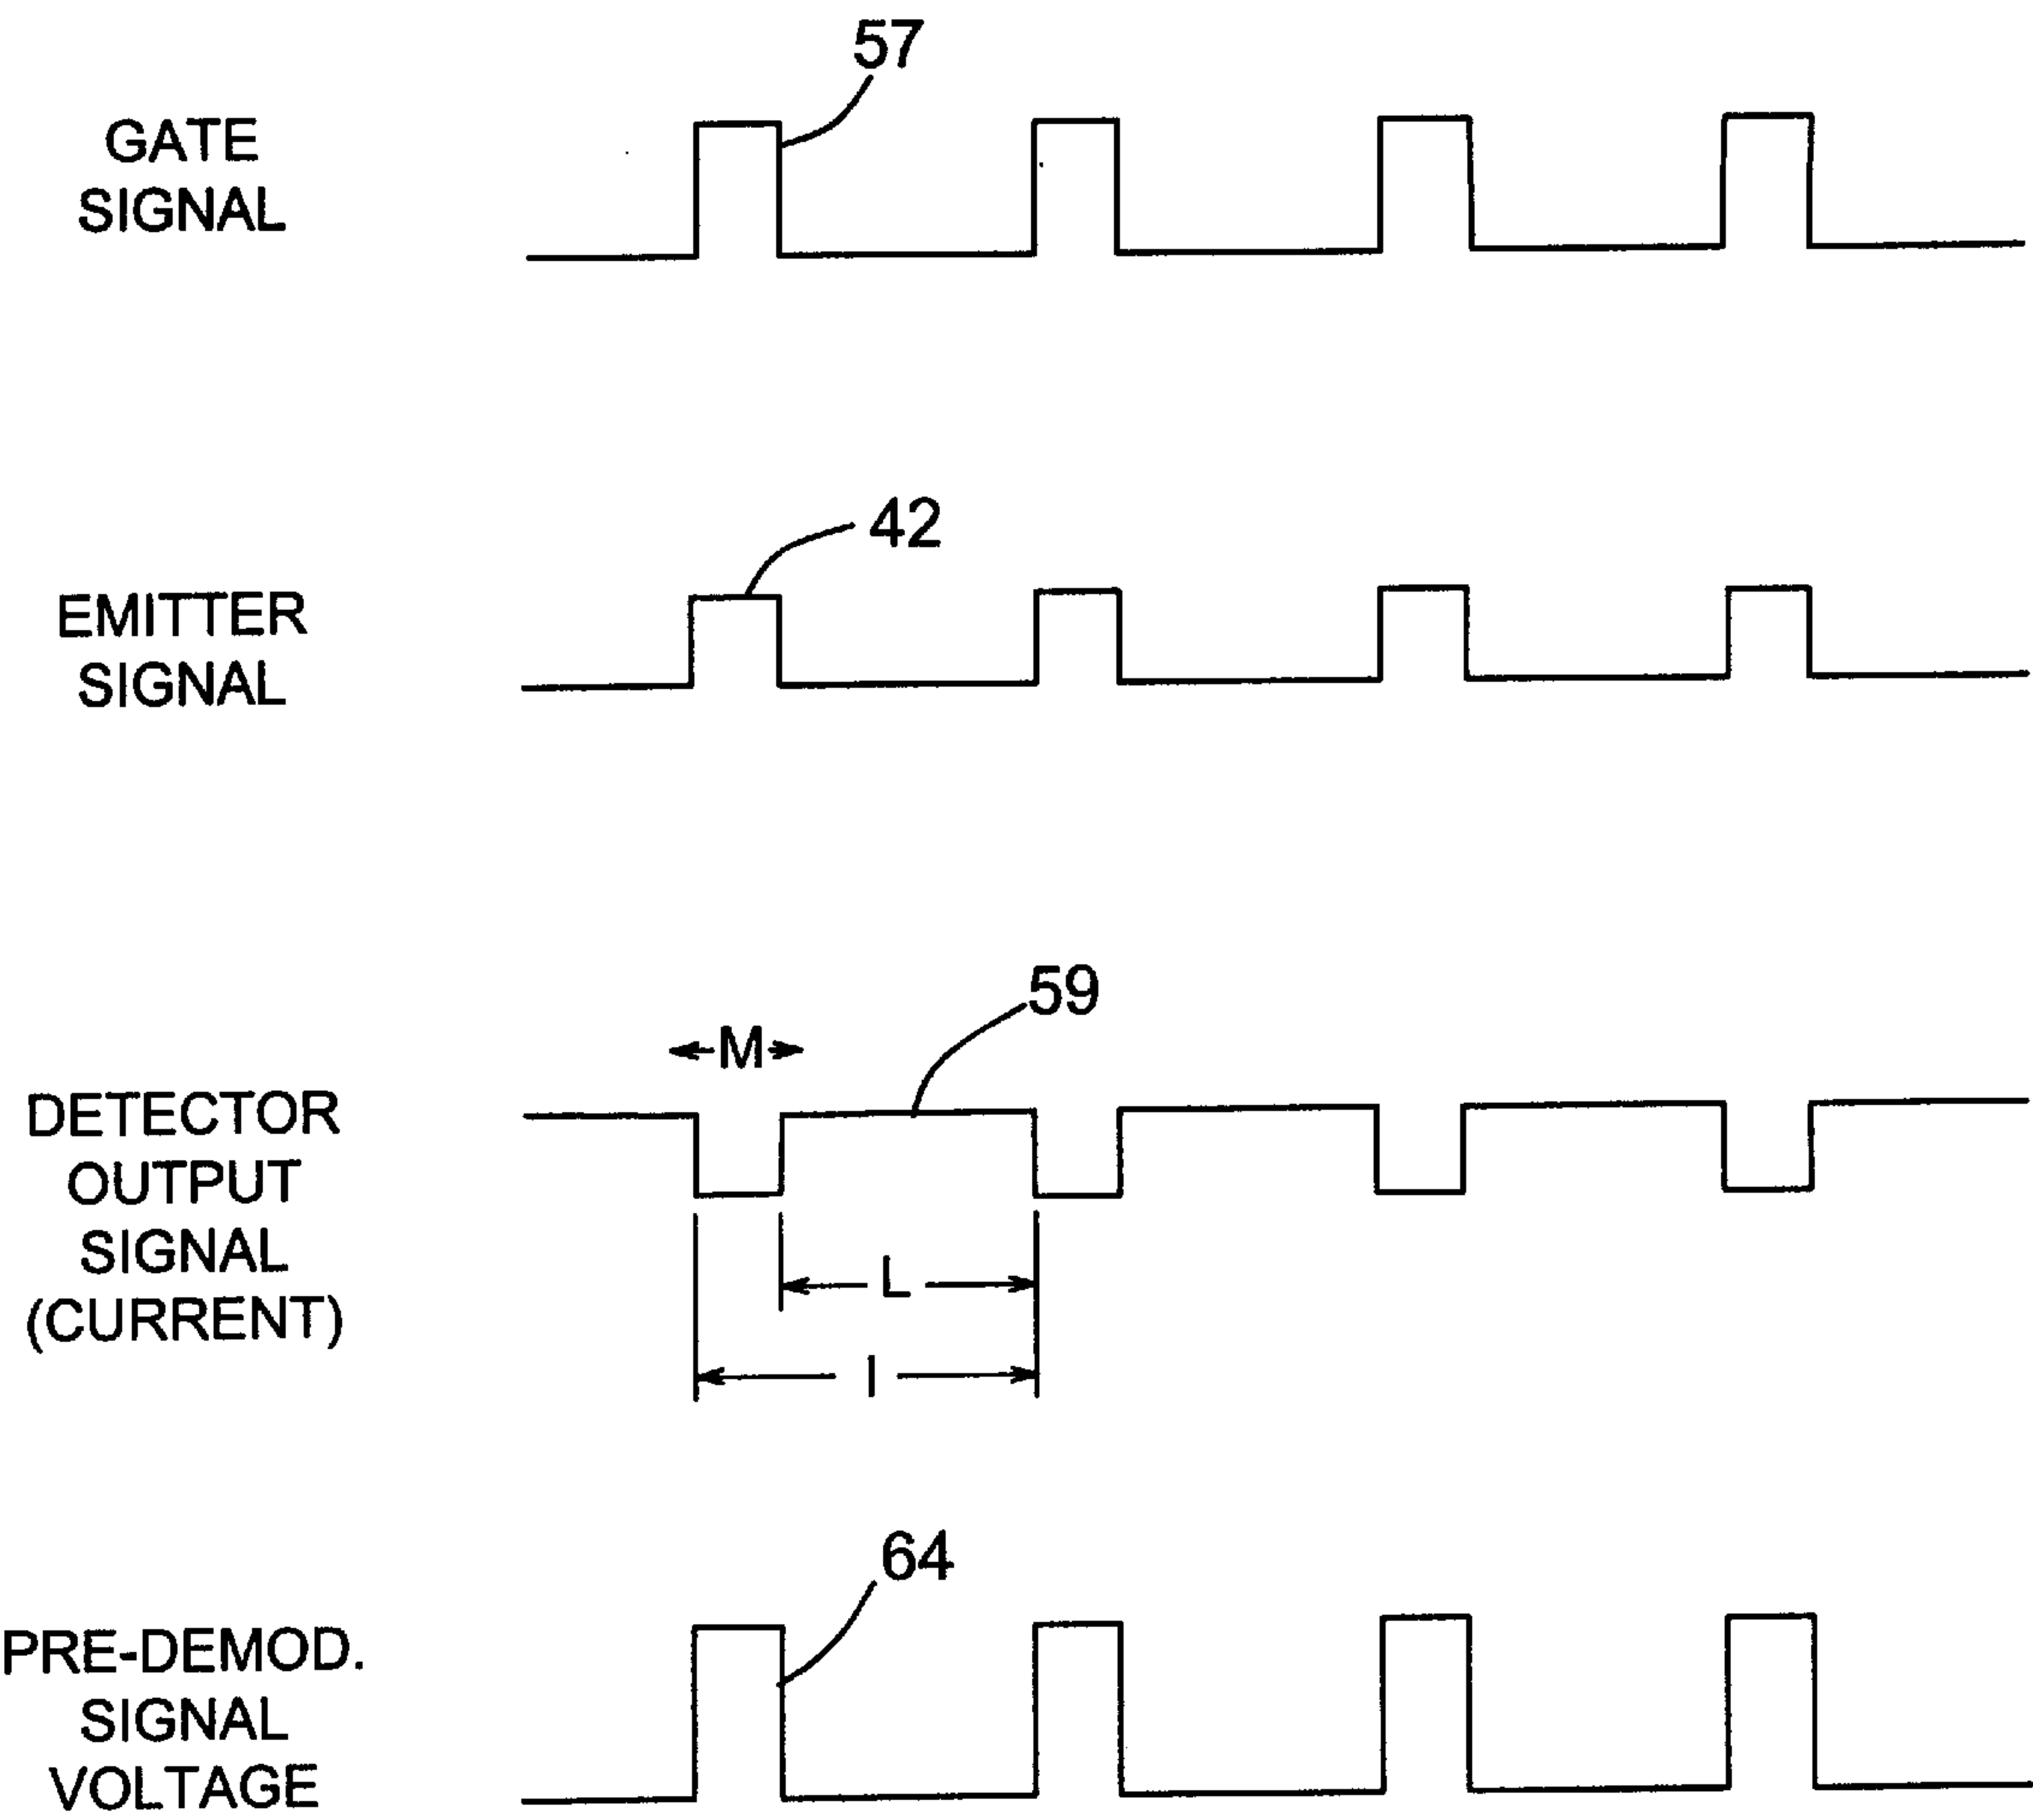 57
GATE
SIGNAL
42
EMITTER
SIGNAL
59
M
DETECTOR
OUTPUT
SIGNAL
(CURRENT)
L
I
64
PRE-DEMOD.
SIGNAL
VOLTAGE